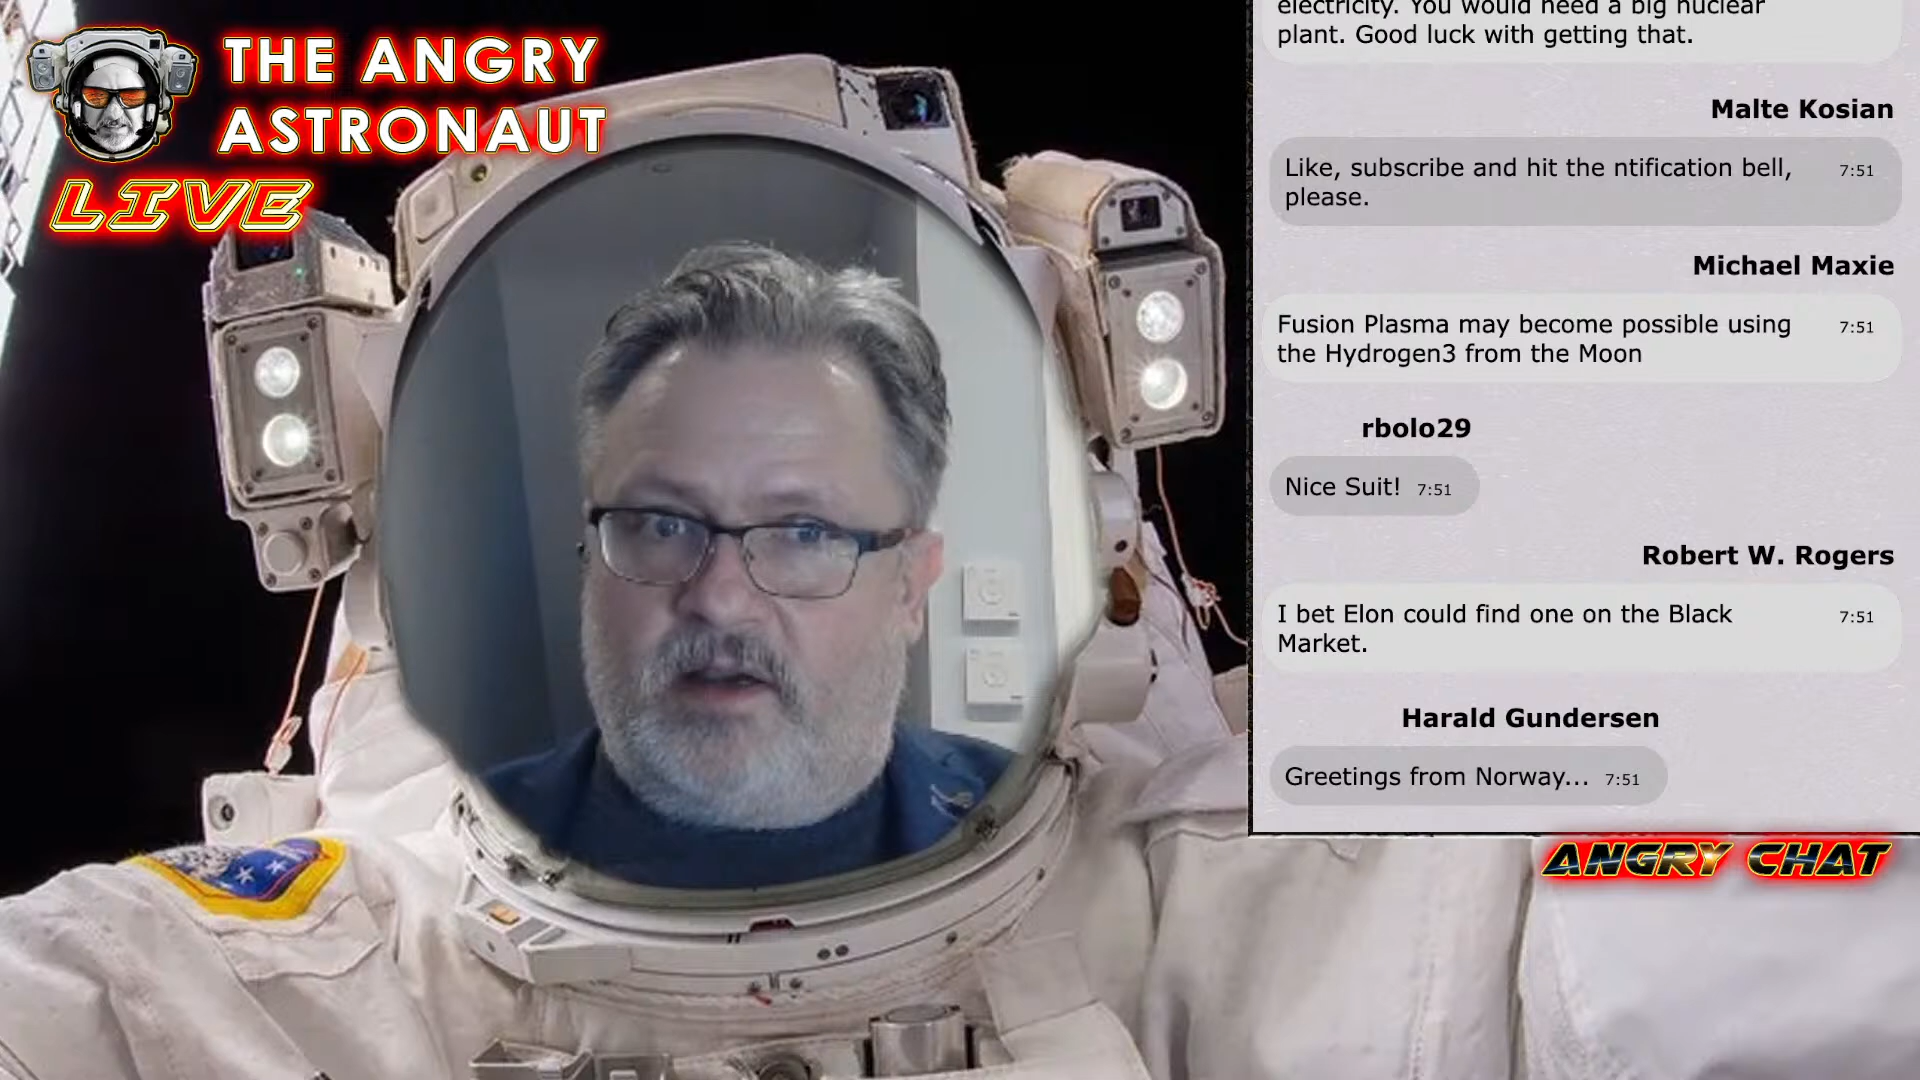 THE ANGRY
ASTRONAUT
LIVE
electricity. You would need a big nuclear
plant. Good luck with getting that.
Malte Kosian
Like, subscribe and hit the ntification bell, 7:51
please.
Michael Maxie
Fusion Plasma may become possible using 7:51
the Hydrogen3 from the Moon
rbolo29
Nice Suit! 7:51
Robert W. Rogers
I bet Elon could find one on the Black 7:51
Market.
Harald Gundersen
Greetings from Norway... 7:51
ANGRY CHAT